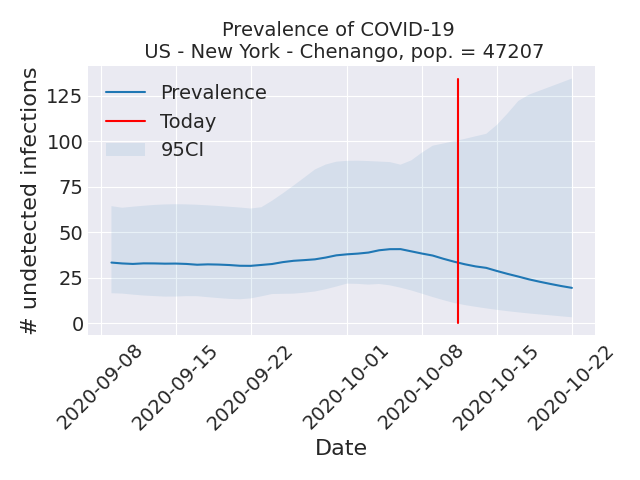 Prevalence of COVID-19
US - New York - Chenango, pop. = 47207
Prevalence
Today
95CI
# undetected infections
125
100
75
50
25
0
2020-09-08
2020-09-15
2020-09-22
2020-10-01
2020-10-08
2020-10-15
2020-10-22
Date